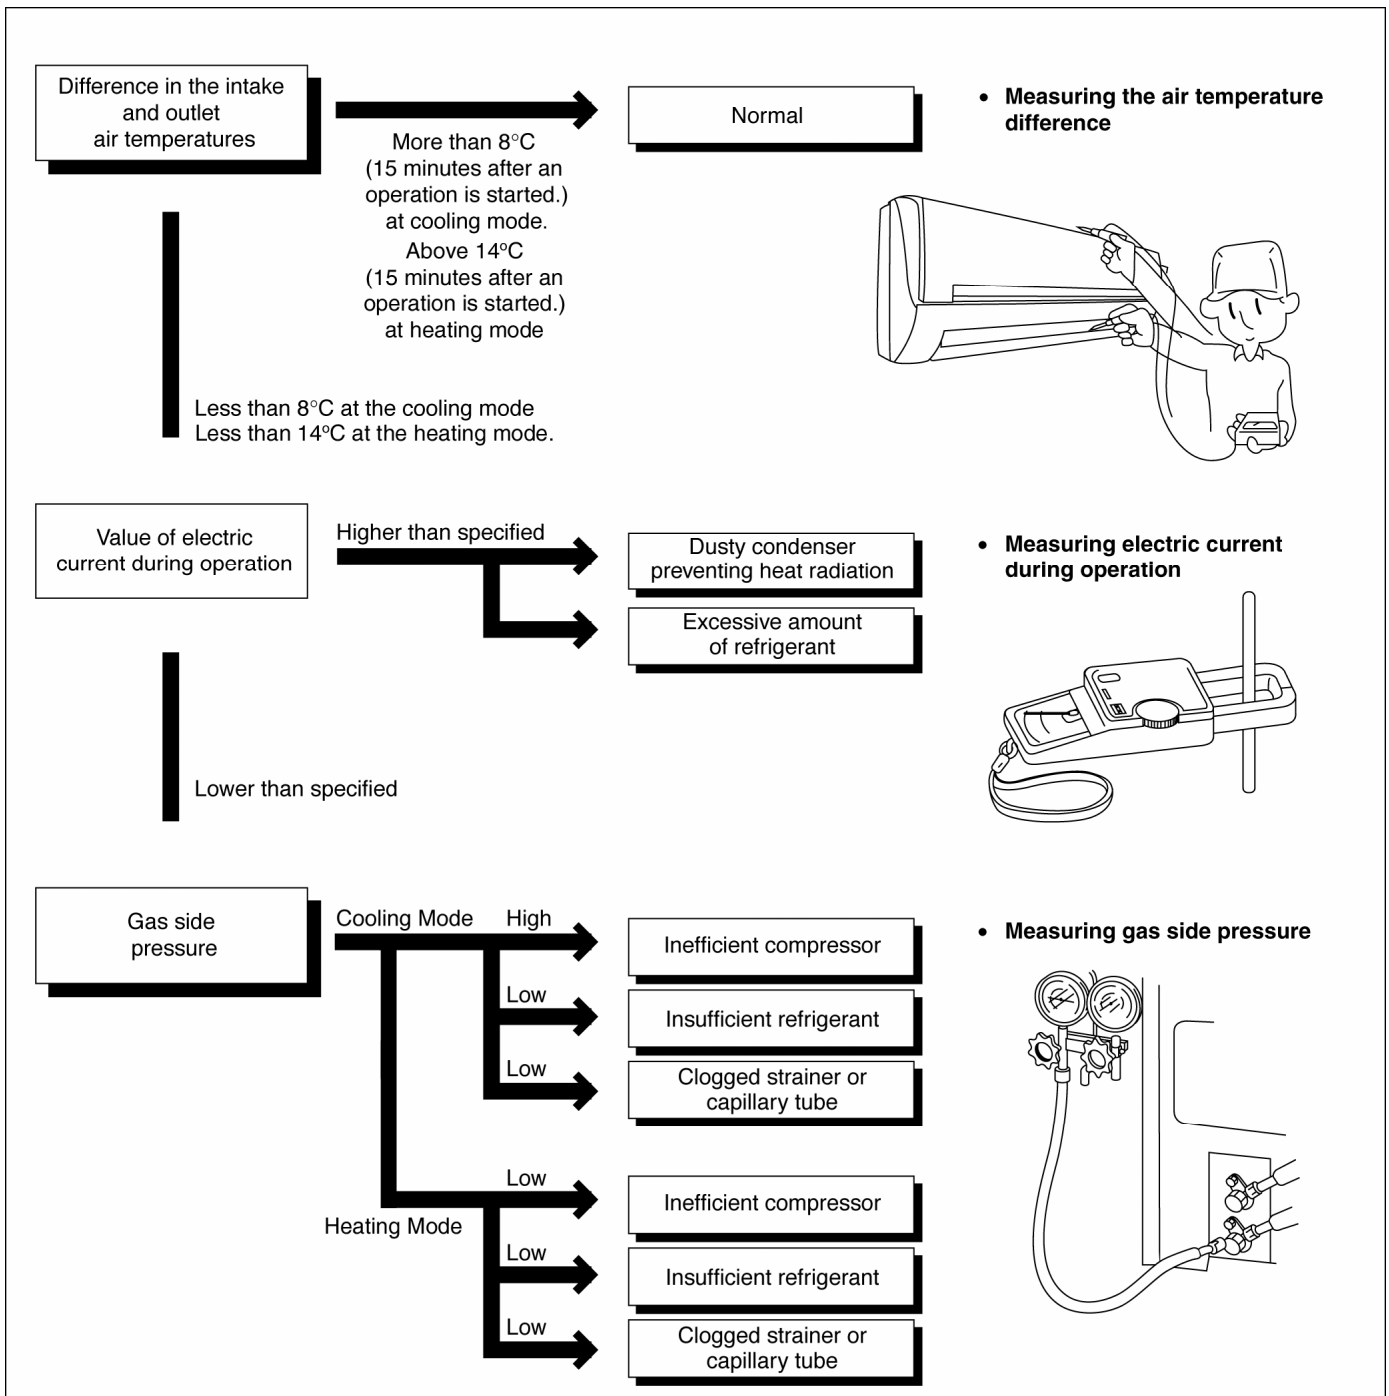 Difference in the intake
and outlet
air temperatures
More than 8°C
(15 minutes after an
operation is started.)
at cooling mode.
Above 14ºC
(15 minutes after an
operation is started.)
at heating mode
Normal
• Measuring the air temperature
difference
Less than 8°C at the cooling mode
Less than 14ºC at the heating mode.
Value of electric
current during operation
Higher than specified
Dusty condenser
preventing heat radiation
Excessive amount
of refrigerant
• Measuring electric current
during operation
Lower than specified
Gas side
pressure
Cooling Mode
High
Inefficient compressor
Low
Insufficient refrigerant
Low
Clogged strainer or
capillary tube
• Measuring gas side pressure
Heating Mode
Low
Inefficient compressor
Low
Insufficient refrigerant
Low
Clogged strainer or
capillary tube